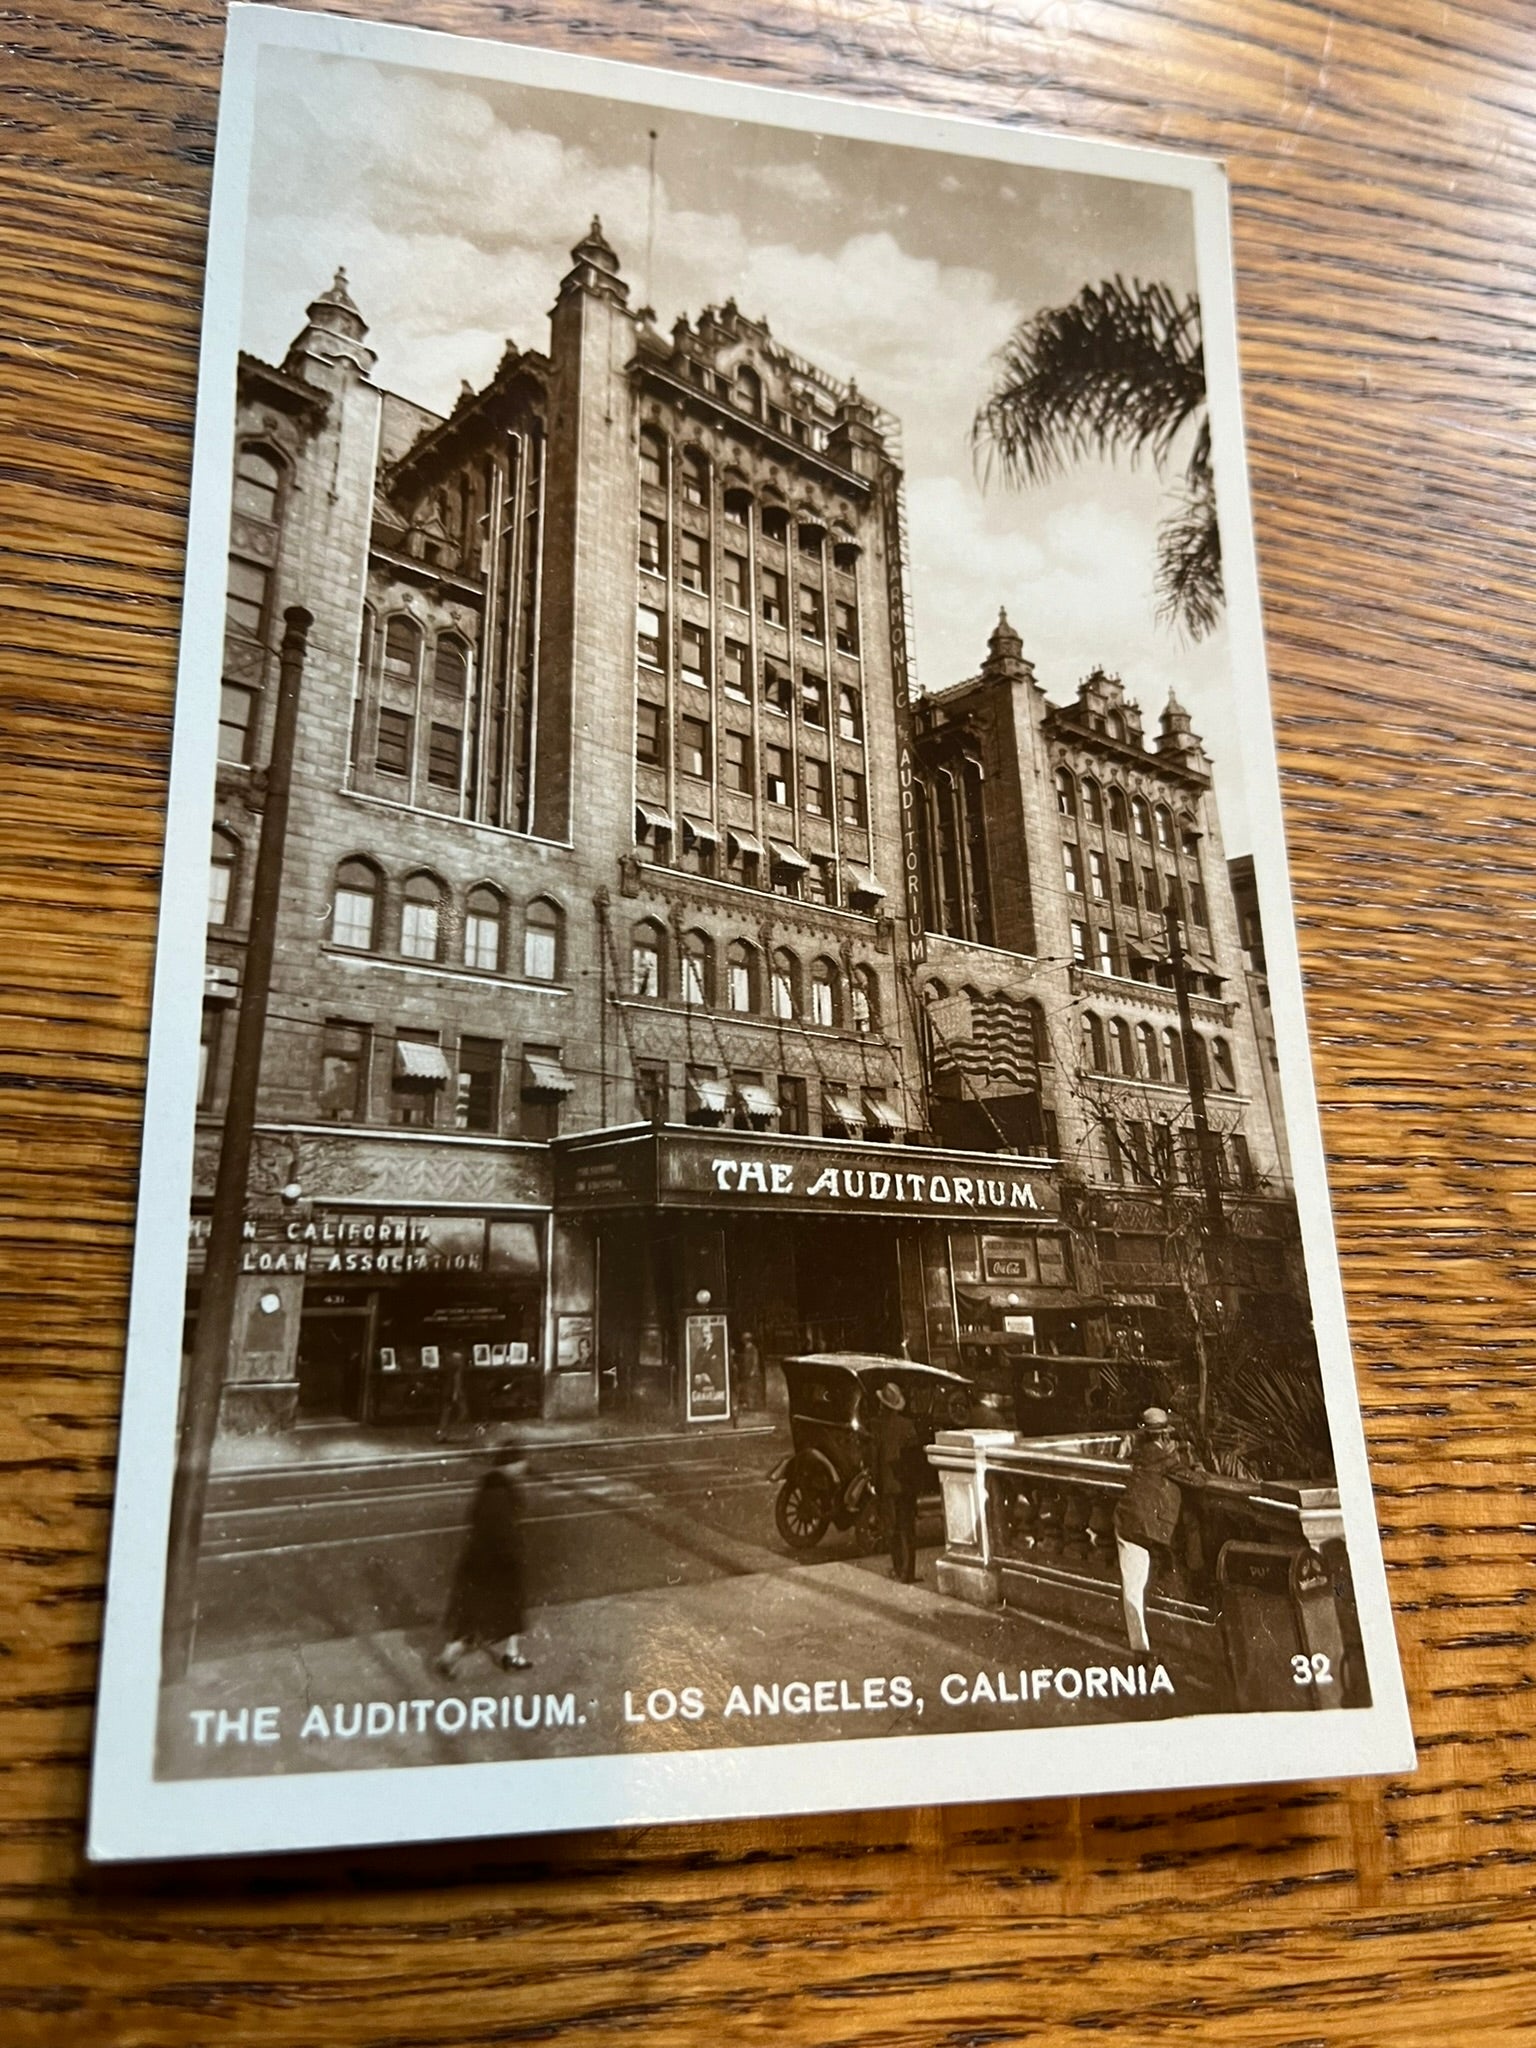 PHILHARMONIC AUDITORIUM
THE AUDITORIUM
N CALIFORNIA
LOAN ASSOCIATION
431
Coca-Cola
THE AUDITORIUM. LOS ANGELES, CALIFORNIA 32